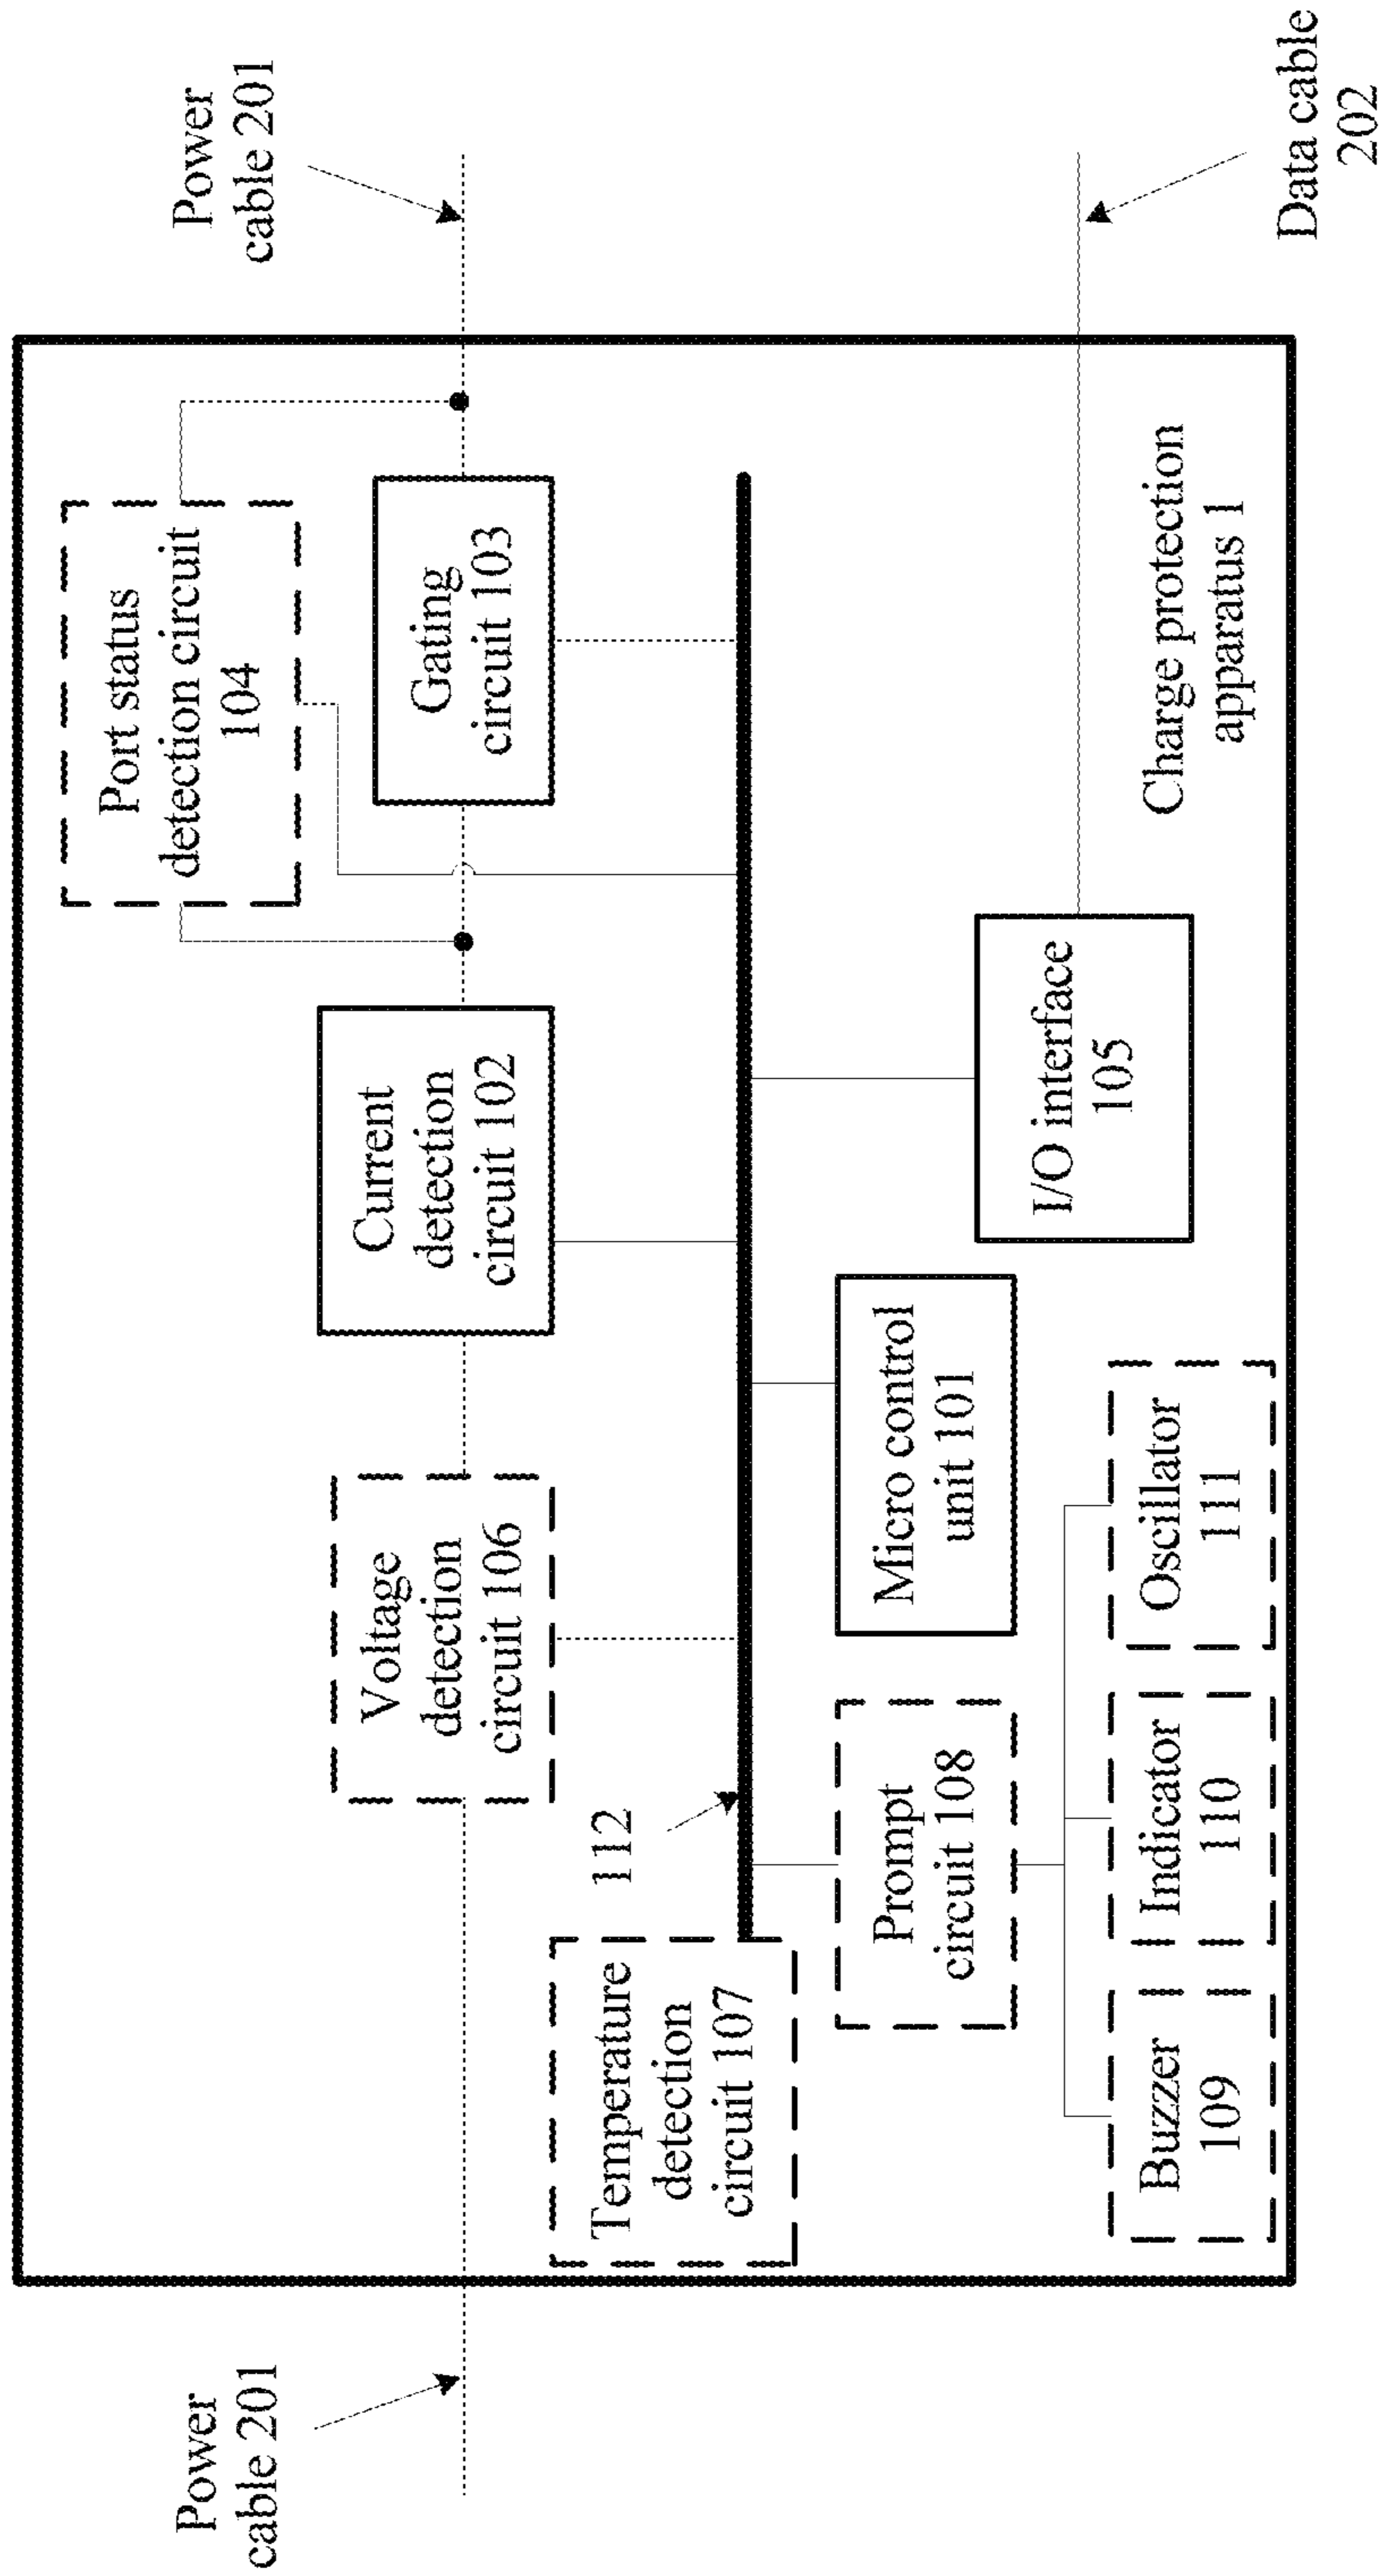 Power
cable 201
Power
cable 201
Port status
detection circuit
104
Voltage
detection
circuit 106
Current
detection
circuit 102
Gating
circuit 103
Temperature
detection
circuit 107
112
Prompt
circuit 108
Micro control
unit 101
I/O interface
105
Buzzer
109
Indicator
110
Oscillator
111
Charge protection
apparatus 1
Data cable
202